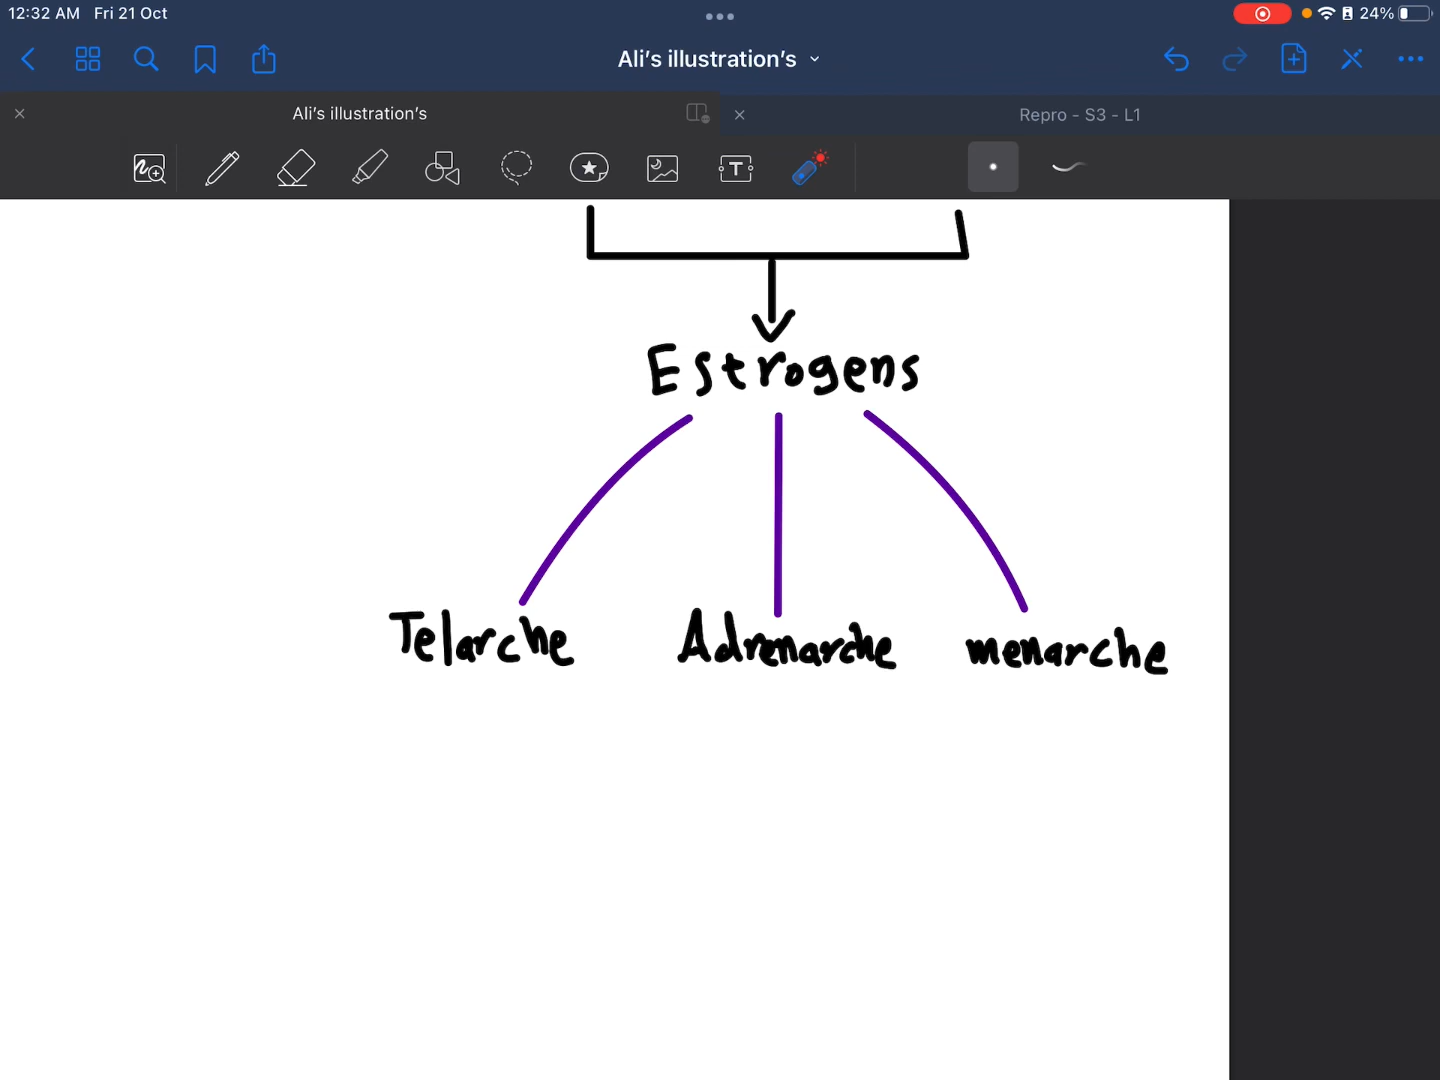 12:32 AM Fri 21 Oct
24%
Ali's illustration's
Ali's illustration's
Repro - S3 - L1
T
Estrogens
Telarche Adrenarche menarche